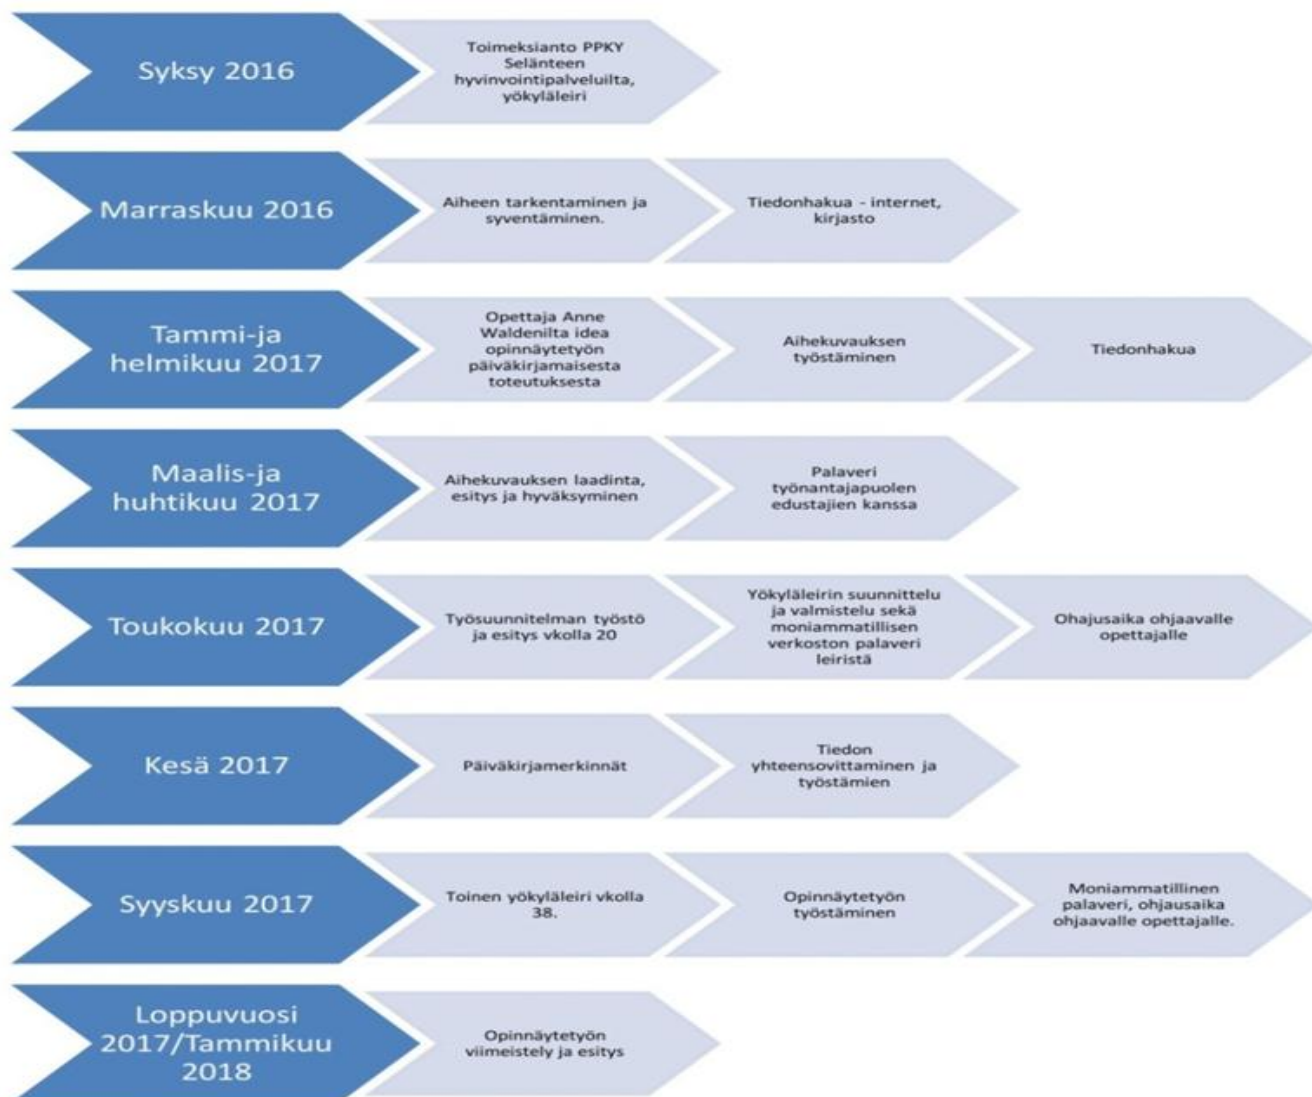 Syksy 2016
Toimeksianto PPKY
Selänteen
hyvinvointipalveluilta,
yökyläleiri
Marraskuu 2016
Aiheen tarkentaminen ja
syventäminen.
Tiedonhakua - internet,
kirjasto
Tammi-ja
helmikuu 2017
Opettaja Anne
Waldenilta idea
opinnäytetyön
päiväkirjamaisesta
toteutuksesta
Aihekuvauksen
työstäminen
Tiedonhakua
Maalis-ja
huhtikuu 2017
Aihekuvauksen laadinta,
esitys ja hyväksyminen
Palaveri
työnantajapuolen
edustajien kanssa
Toukokuu 2017
Työsuunnitelman työstö
ja esitys vkolla 20
Yökyläleirin suunnittelu
ja valmistelu sekä
moniammatillisen
verkoston palaveri
leiristä
Ohajusaika ohjaavalle
opettajalle
Kesä 2017
Päiväkirjamerkinnät
Tiedon
yhteensovittaminen ja
työstämien
Syyskuu 2017
Toinen yökyläleiri vkolla
38.
Opinnäytetyön
työstäminen
Moniammatillinen
palaveri, ohjausaika
ohjaavalle opettajalle.
Loppuvuosi
2017/Tammikuu
2018
Opinnäytetyön
viimeistely ja esitys